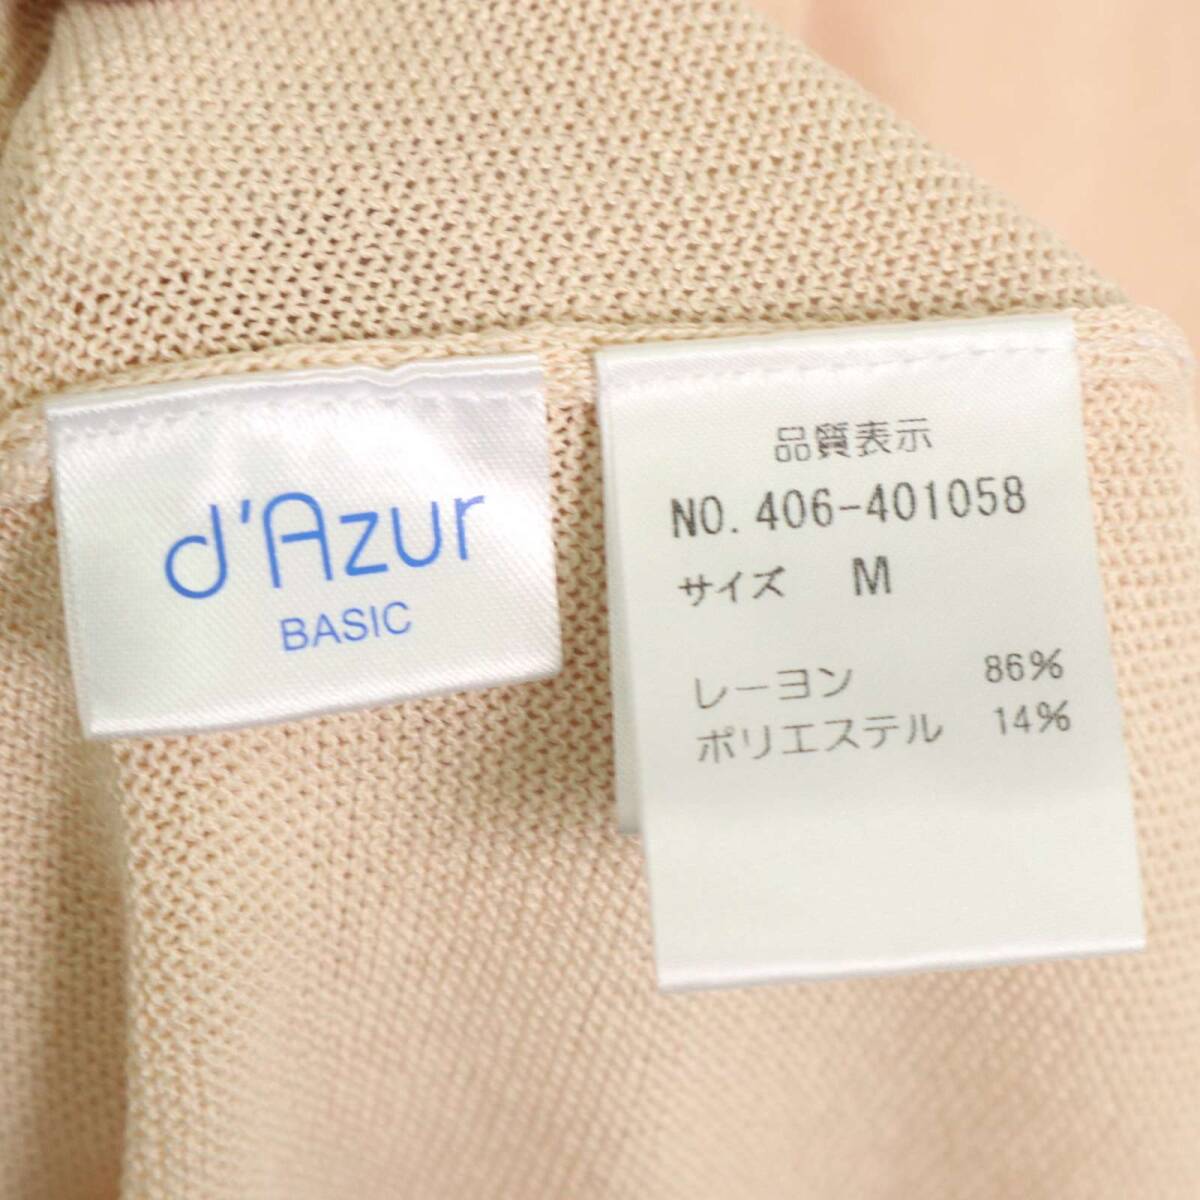 d'Azur
BASIC
品質表示
NO. 406-401058
サイズ M
レーヨン 86%
ポリエステル 14%